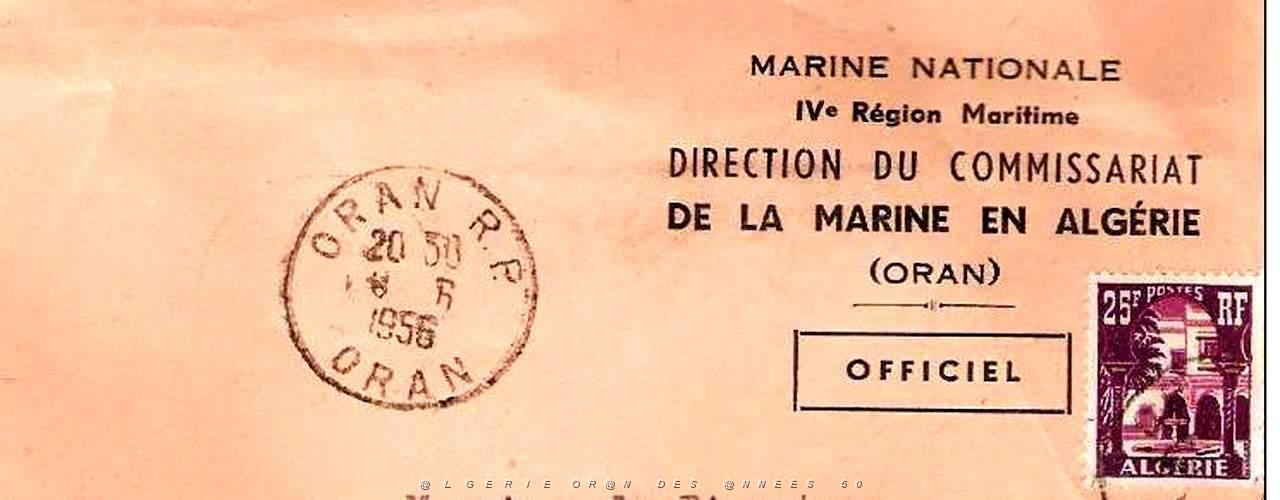 MARINE NATIONALE
IVe Région Maritime
DIRECTION DU COMMISSARIAT
DE LA MARINE EN ALGÉRIE
(ORAN)
OFFICIEL
ORAN R.P.
20 30
1956
ORAN
25F POSTES RF
ALGÉRIE
@LGERIE OR@N DES @NNEES 50